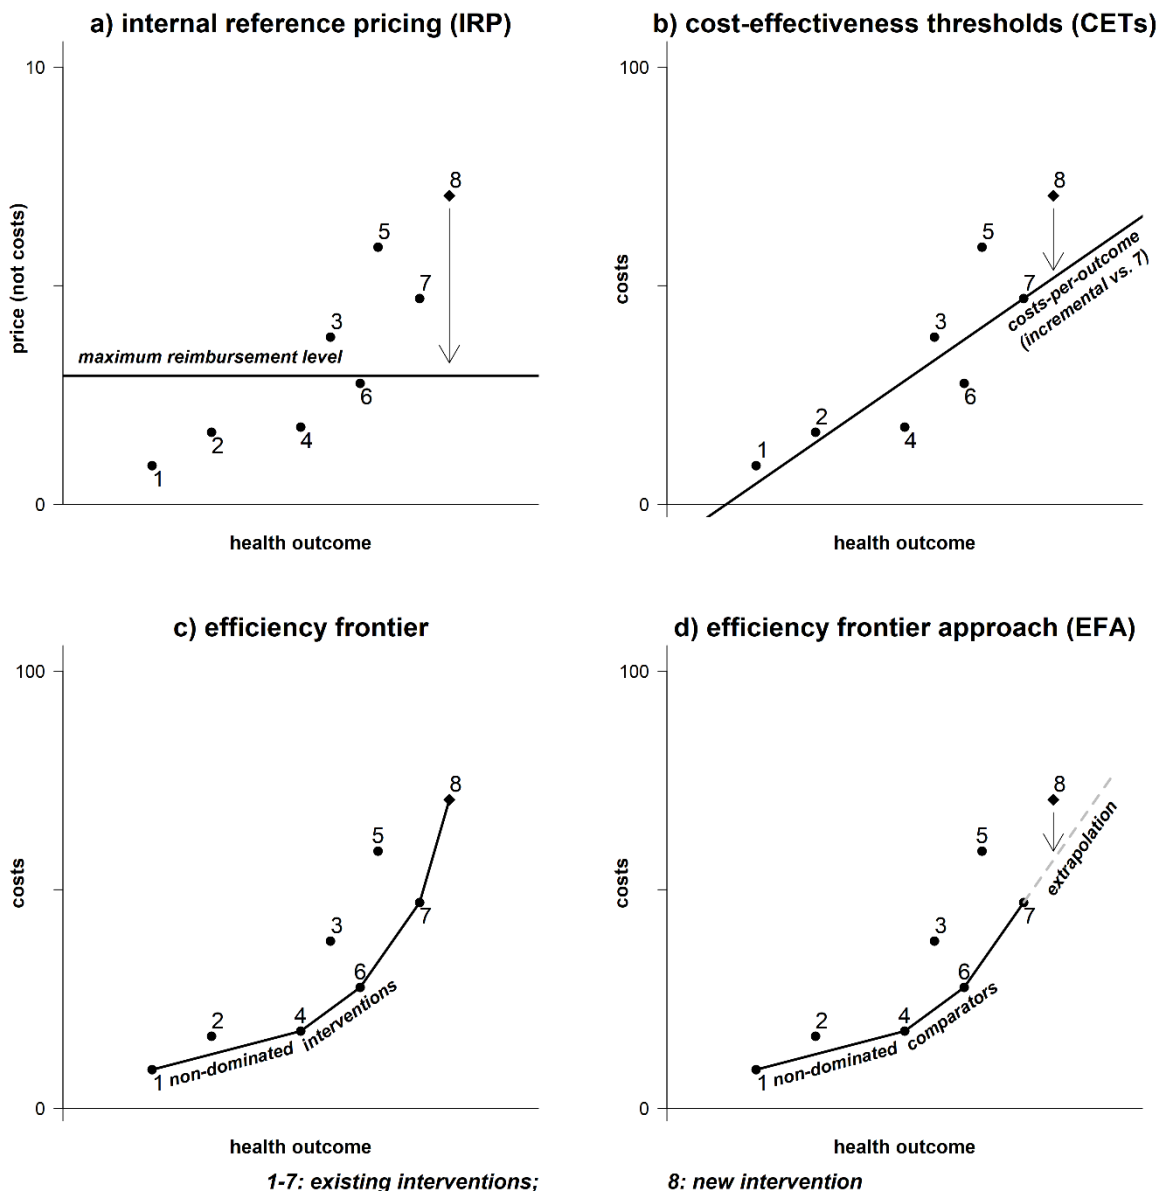 a) internal reference pricing (IRP)
10
price (not costs)
8
5
7
3
maximum reimbursement level
6
2
4
1
0
health outcome
b) cost-effectiveness thresholds (CETs)
100
costs
8
5
7
costs-per-outcome
(incremental vs. 7)
3
6
2
4
1
0
health outcome
c) efficiency frontier
100
costs
8
5
3
7
6
2
4
1
non-dominated interventions
0
health outcome
d) efficiency frontier approach (EFA)
100
costs
8
extrapolation
5
3
7
6
2
4
1
non-dominated comparators
0
health outcome
1-7: existing interventions;
8: new intervention